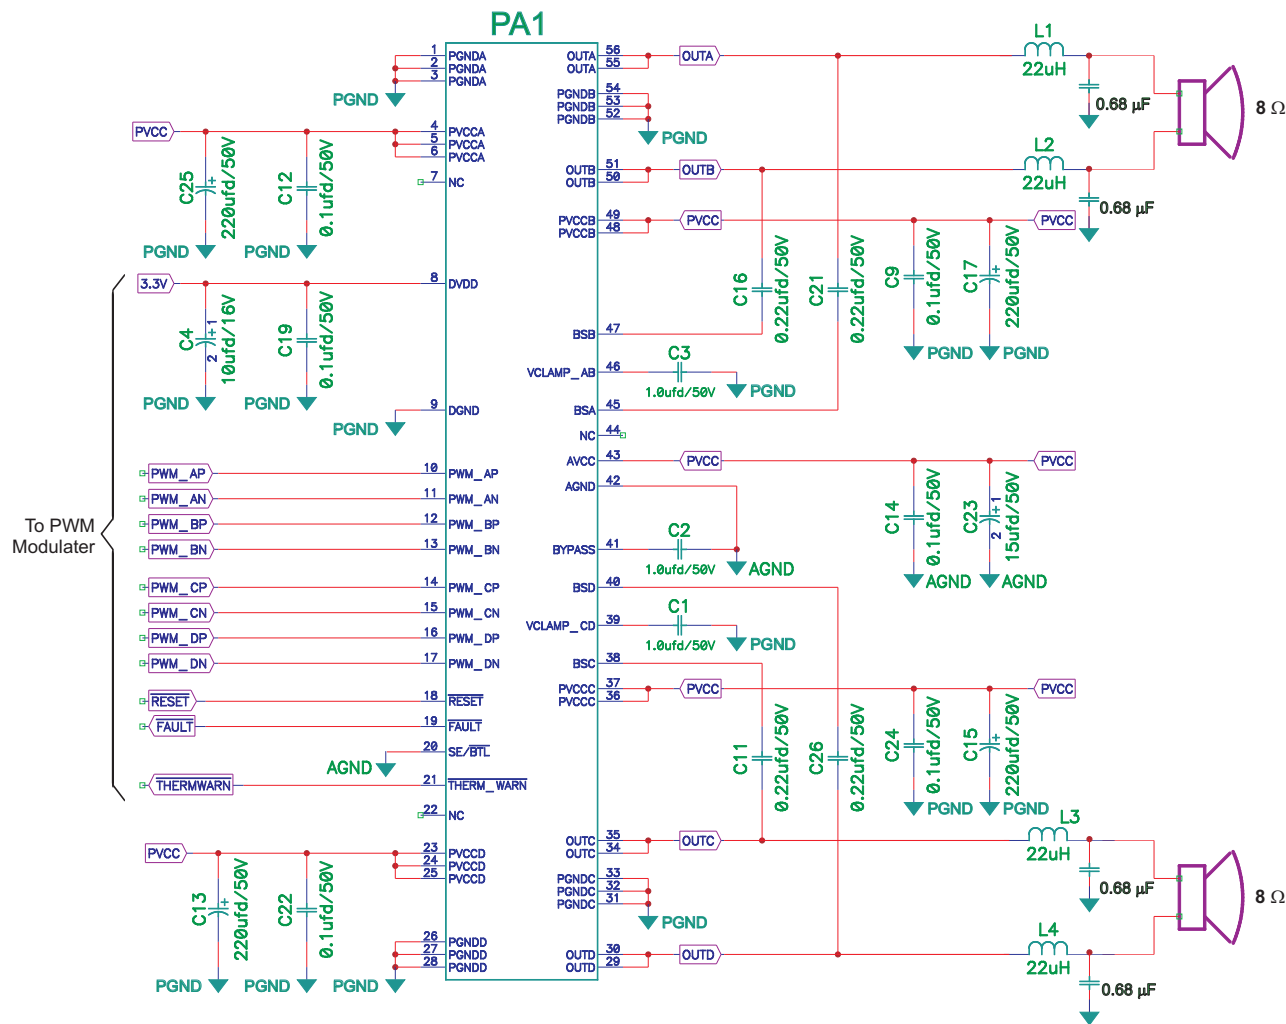 PA1
1 PGNDA
2 PGNDA
3 PGNDA
PGND
PVCC
4 PVCCA
5 PVCCA
6 PVCCA
7 NC
C25
220ufd/50V
+
C12
0.1ufd/50V
PGND
PGND
3.3V
8 DVDD
C4
10ufd/16V
+ 1
2
C19
0.1ufd/50V
PGND
PGND
9 DGND
PGND
To PWM
Modulater
PWM_AP 10 PWM_AP
PWM_AN 11 PWM_AN
PWM_BP 12 PWM_BP
PWM_BN 13 PWM_BN
PWM_CP 14 PWM_CP
PWM_CN 15 PWM_CN
PWM_DP 16 PWM_DP
PWM_DN 17 PWM_DN
RESET 18 RESET
FAULT 19 FAULT
AGND 20 SE/BTL
THERMWARN 21 THERM_WARN
22 NC
PVCC
23 PVCCD
24 PVCCD
25 PVCCD
C13
220ufd/50V
+
C22
0.1ufd/50V
26 PGNDD
27 PGNDD
28 PGNDD
PGND
PGND
PGND
OUTA 56
OUTA 55
OUTA
L1
22uH
0.68 µF
8 Ω
PGNDB 54
PGNDB 53
PGNDB 52
PGND
OUTB 51
OUTB 50
OUTB
L2
22uH
0.68 µF
PVCCB 49
PVCCB 48
PVCC
PVCC
C16
0.22ufd/50V
C21
0.22ufd/50V
C9
0.1ufd/50V
C17
220ufd/50V
+
PGND
PGND
BSB 47
VCLAMP_AB 46
C3
1.0ufd/50V
PGND
BSA 45
NC 44
AVCC 43
PVCC
PVCC
AGND 42
C14
0.1ufd/50V
C23
15ufd/50V
+ 1
2
AGND
AGND
BYPASS 41
C2
1.0ufd/50V
AGND
BSD 40
VCLAMP_CD 39
C1
1.0ufd/50V
PGND
BSC 38
PVCCC 37
PVCCC 36
PVCC
PVCC
C11
0.22ufd/50V
C26
0.22ufd/50V
C24
0.1ufd/50V
C15
220ufd/50V
+
PGND
PGND
OUTC 35
OUTC 34
OUTC
L3
22uH
0.68 µF
8 Ω
PGNDC 33
PGNDC 32
PGNDC 31
PGND
OUTD 30
OUTD 29
OUTD
L4
22uH
0.68 µF